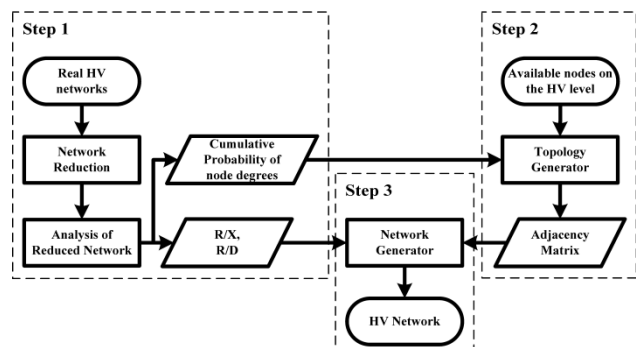 Step 1
Real HV
networks
Network
Reduction
Analysis of
Reduced Network
Cumulative
Probability of
node degrees
R/X,
R/D
Step 2
Available nodes on
the HV level
Topology
Generator
Adjacency
Matrix
Step 3
Network
Generator
HV Network